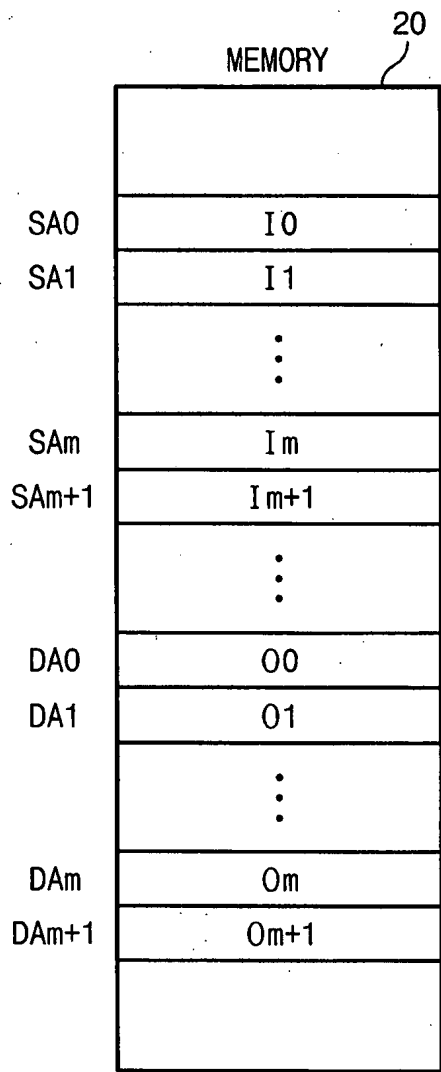 20
MEMORY
SA0 I0
SA1 I1
SAm Im
SAm+1 Im+1
DA0 O0
DA1 O1
DAm Om
DAm+1 Om+1